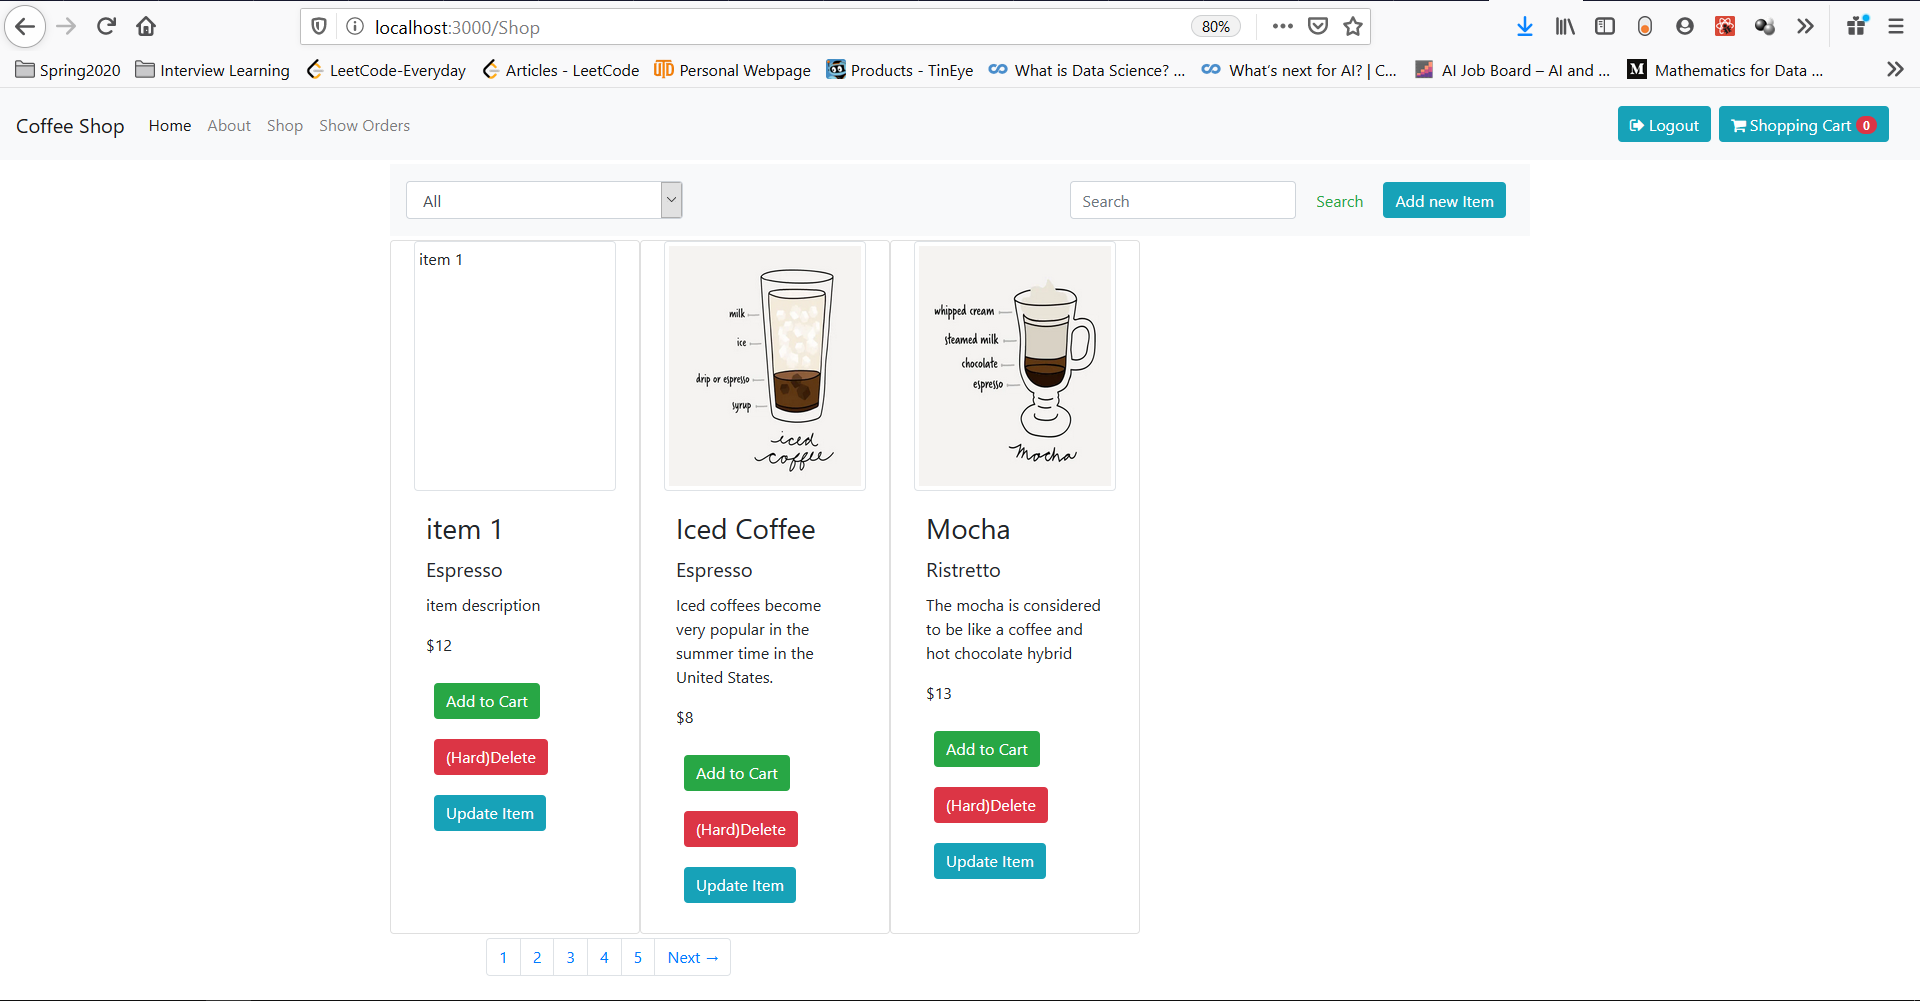 localhost:3000/Shop
80%
Spring2020
Interview Learning
LeetCode-Everyday
Articles - LeetCode
Personal Webpage
Products - TinEye
What is Data Science? ...
What's next for AI? | C...
AI Job Board – AI and ...
M
Mathematics for Data ...
Coffee Shop
Home
About
Shop
Show Orders
Logout
Shopping Cart 0
All
Search
Search
Add new Item
item 1
item 1
Espresso
item description
$12
Add to Cart
(Hard)Delete
Update Item
milk
ice
drip or espresso
syrup
iced
coffee
Iced Coffee
Espresso
Iced coffees become
very popular in the
summer time in the
United States.
$8
Add to Cart
(Hard)Delete
Update Item
whipped cream
steamed milk
chocolate
espresso
Mocha
Mocha
Ristretto
The mocha is considered
to be like a coffee and
hot chocolate hybrid
$13
Add to Cart
(Hard)Delete
Update Item
1 2 3 4 5 Next →